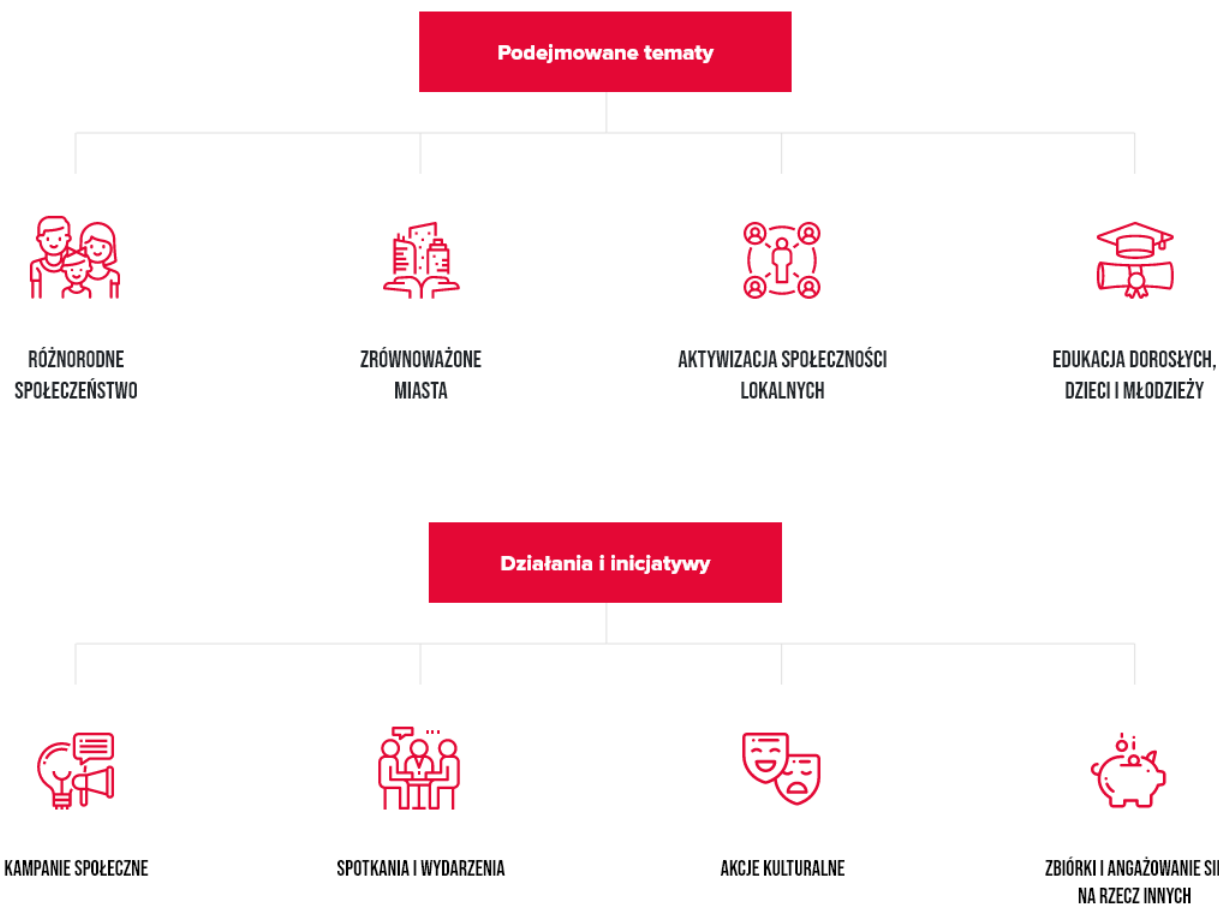 Podejmowane tematy
RÓŻNORODNE
SPOŁECZEŃSTWO
ZRÓWNOWAŻONE
MIASTA
AKTYWIZACJA SPOŁECZNOŚCI
LOKALNYCH
EDUKACJA DOROSŁYCH,
DZIECI I MŁODZIEŻY
Działania i inicjatywy
KAMPANIE SPOŁECZNE
SPOTKANIA I WYDARZENIA
AKCJE KULTURALNE
ZBIÓRKI I ANGAŻOWANIE
NA RZECZ INNYCH